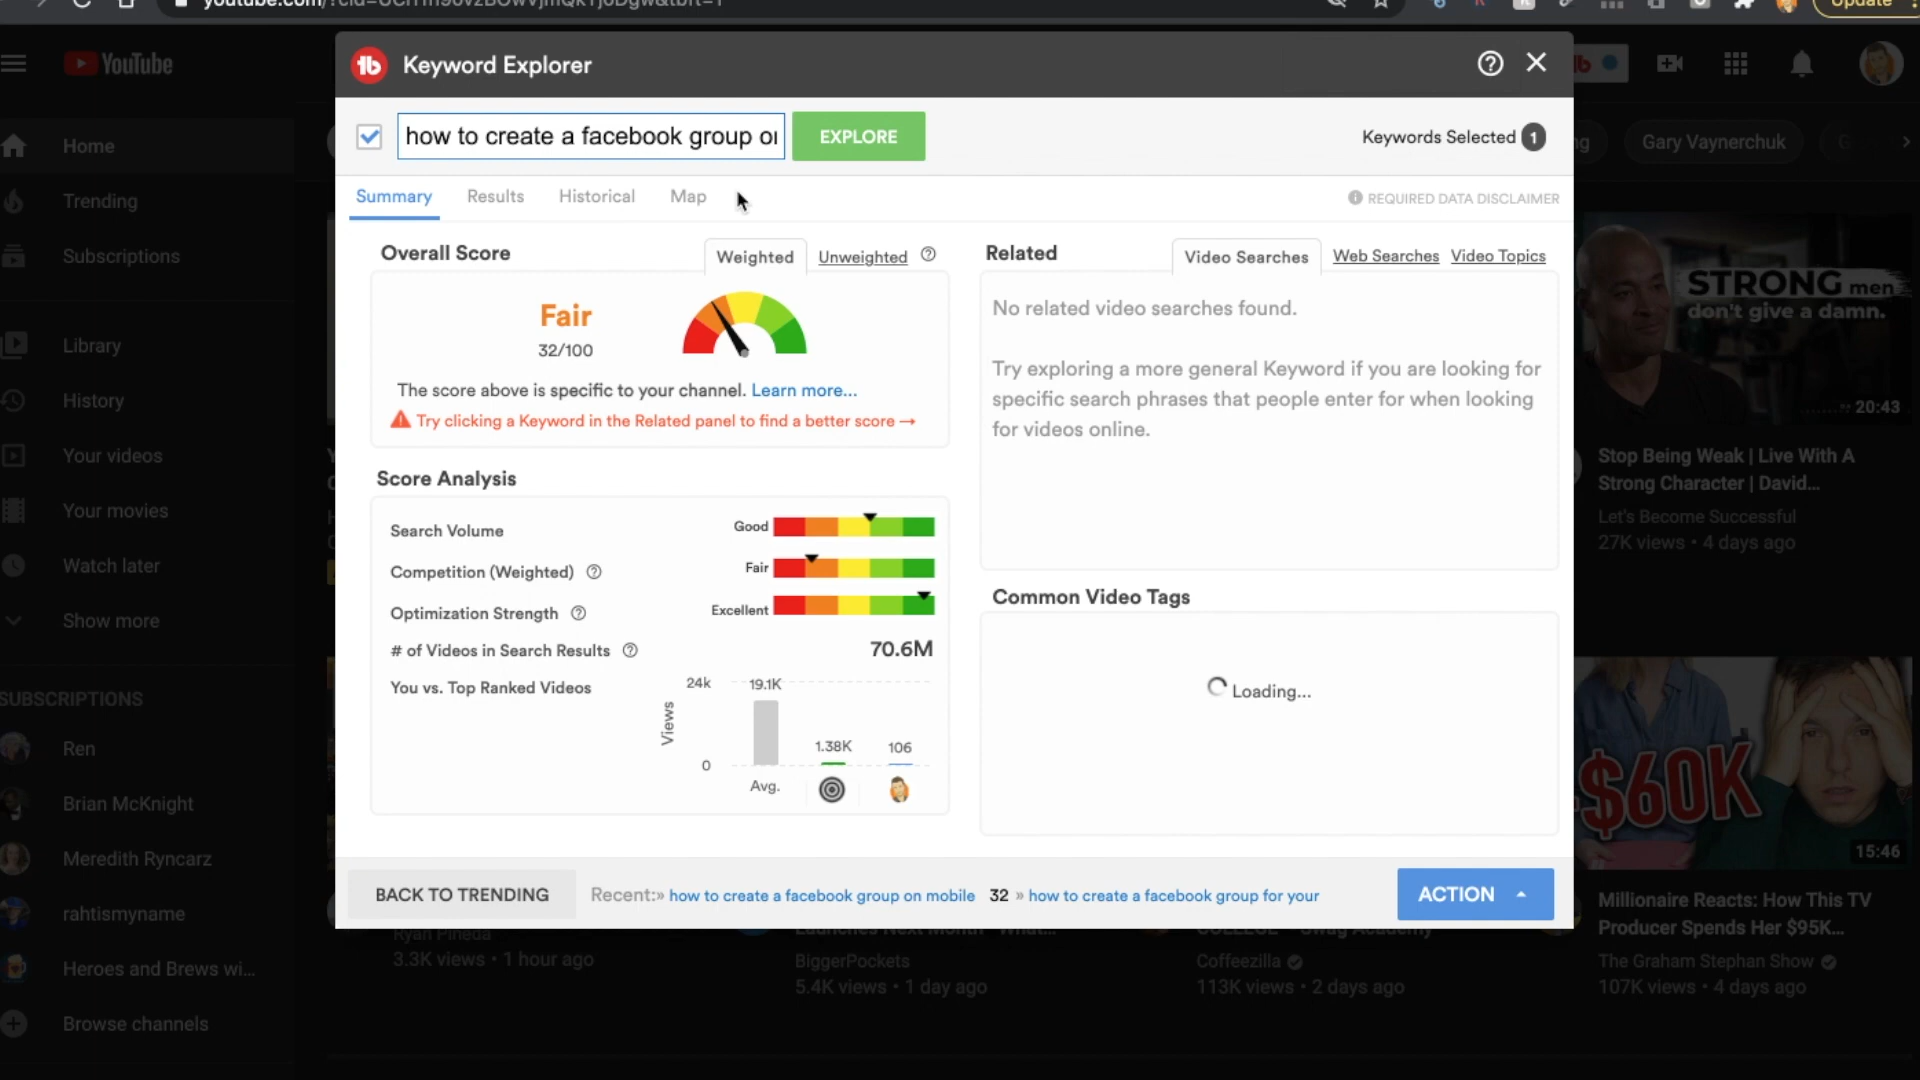 Update
YouTube
Home
Trending
Subscriptions
Library
History
Your videos
Your movies
Watch later
Show more
SUBSCRIPTIONS
Ren
Brian McKnight
Meredith Ryncarz
rahtismyname
Heroes and Brews wi...
Browse channels
Keyword Explorer
how to create a facebook group
EXPLORE
Keywords Selected 1
Summary
Results
Historical
Map
REQUIRED DATA DISCLAIMER
Overall Score
Weighted
Unweighted
Fair
32/100
The score above is specific to your channel. Learn more...
Try clicking a Keyword in the Related panel to find a better score →
Score Analysis
Search Volume
Good
Competition (Weighted)
Fair
Optimization Strength
Excellent
# of Videos in Search Results
70.6M
You vs. Top Ranked Videos
Views
24k
0
19.1K
1.38K
106
Avg.
Related
Video Searches
Web Searches
Video Topics
No related video searches found.
Try exploring a more general Keyword if you are looking for
specific search phrases that people enter for when looking
for videos online.
Common Video Tags
Loading...
BACK TO TRENDING
Recent:» how to create a facebook group on mobile 32 » how to create a facebook group for your
ACTION
Gary Vaynerchuk
STRONG men
don't give a damn.
20:43
Stop Being Weak | Live With A
Strong Character | David...
Let's Become Successful
27K views • 4 days ago
$60K
15:46
Millionaire Reacts: How This TV
Producer Spends Her $95K...
The Graham Stephan Show
107K views • 4 days ago
Ryan Pineda
3.3K views • 1 hour ago
Launches Next Month - What...
BiggerPockets
5.4K views • 1 day ago
COLLEGE - Swag Academy
Coffeezilla
113K views • 2 days ago